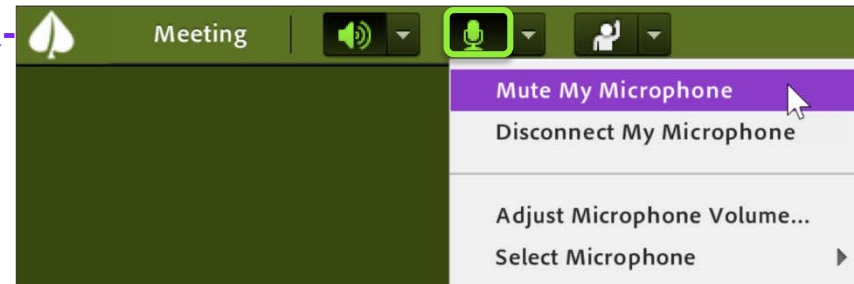 Meeting
Mute My Microphone
Disconnect My Microphone
Adjust Microphone Volume...
Select Microphone